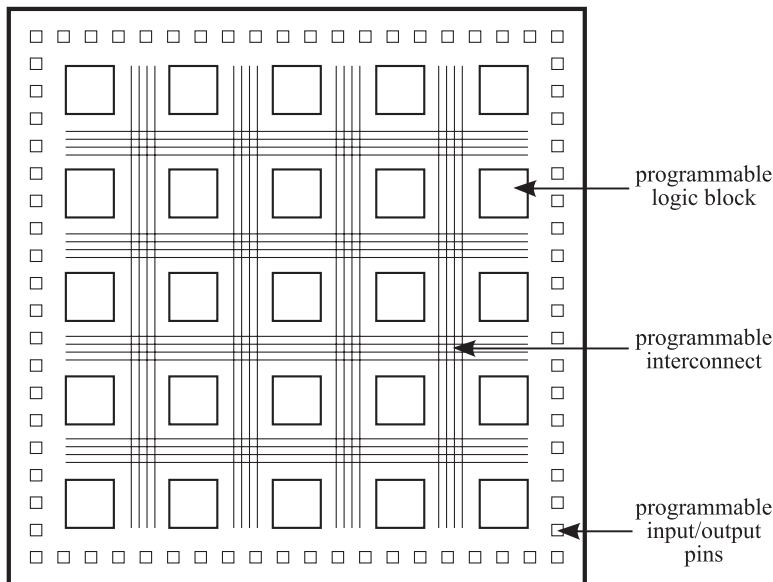 programmable
logic block
programmable
interconnect
programmable
input/output
pins